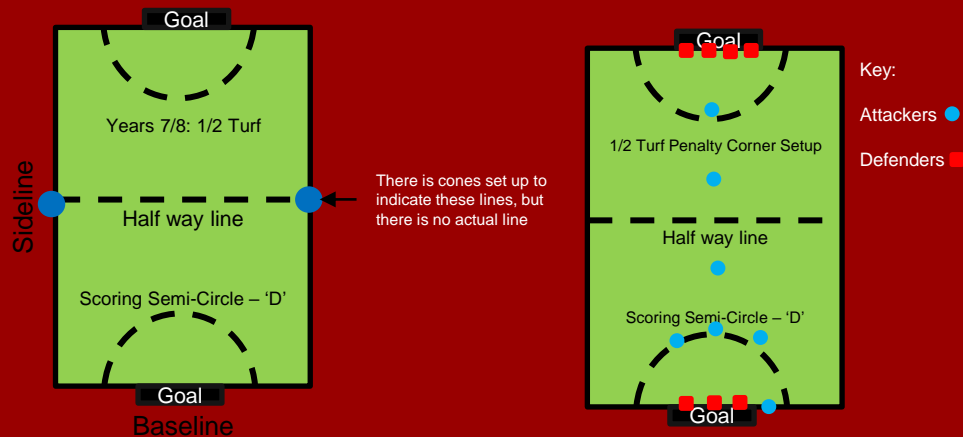 Goal
Years 7/8: 1/2 Turf
Sideline
Half way line
Scoring Semi-Circle – 'D'
Goal
Baseline
There is cones set up to
indicate these lines, but
there is no actual line
Goal
1/2 Turf Penalty Corner Setup
Half way line
Scoring Semi-Circle – 'D'
Goal
Key:
Attackers
Defenders